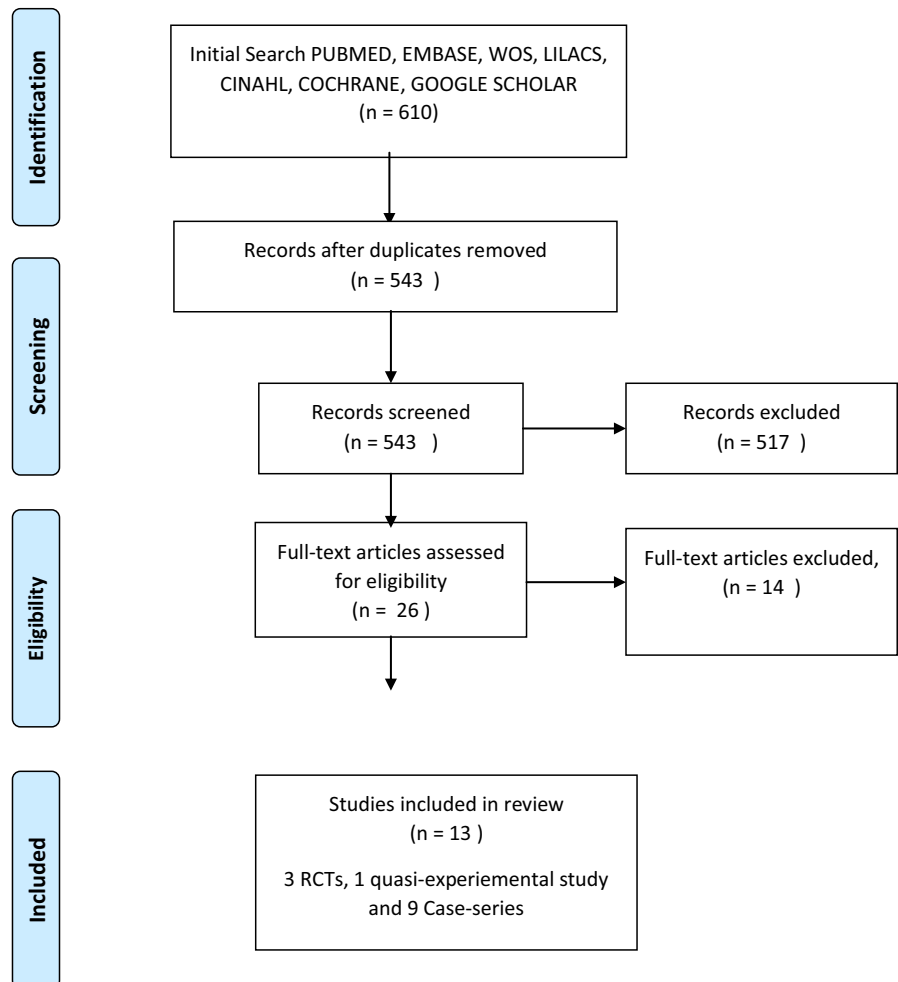 Identification
Initial Search PUBMED, EMBASE, WOS, LILACS,
CINAHL, COCHRANE, GOOGLE SCHOLAR
(n = 610)
Records after duplicates removed
(n = 543  )
Screening
Records screened
(n = 543   )
Records excluded
(n = 517   )
Eligibility
Full-text articles assessed
for eligibility
(n =  26 )
Full-text articles excluded,
(n = 14  )
Included
Studies included in review
(n = 13 )
3 RCTs, 1 quasi-experiemental study
and 9 Case-series